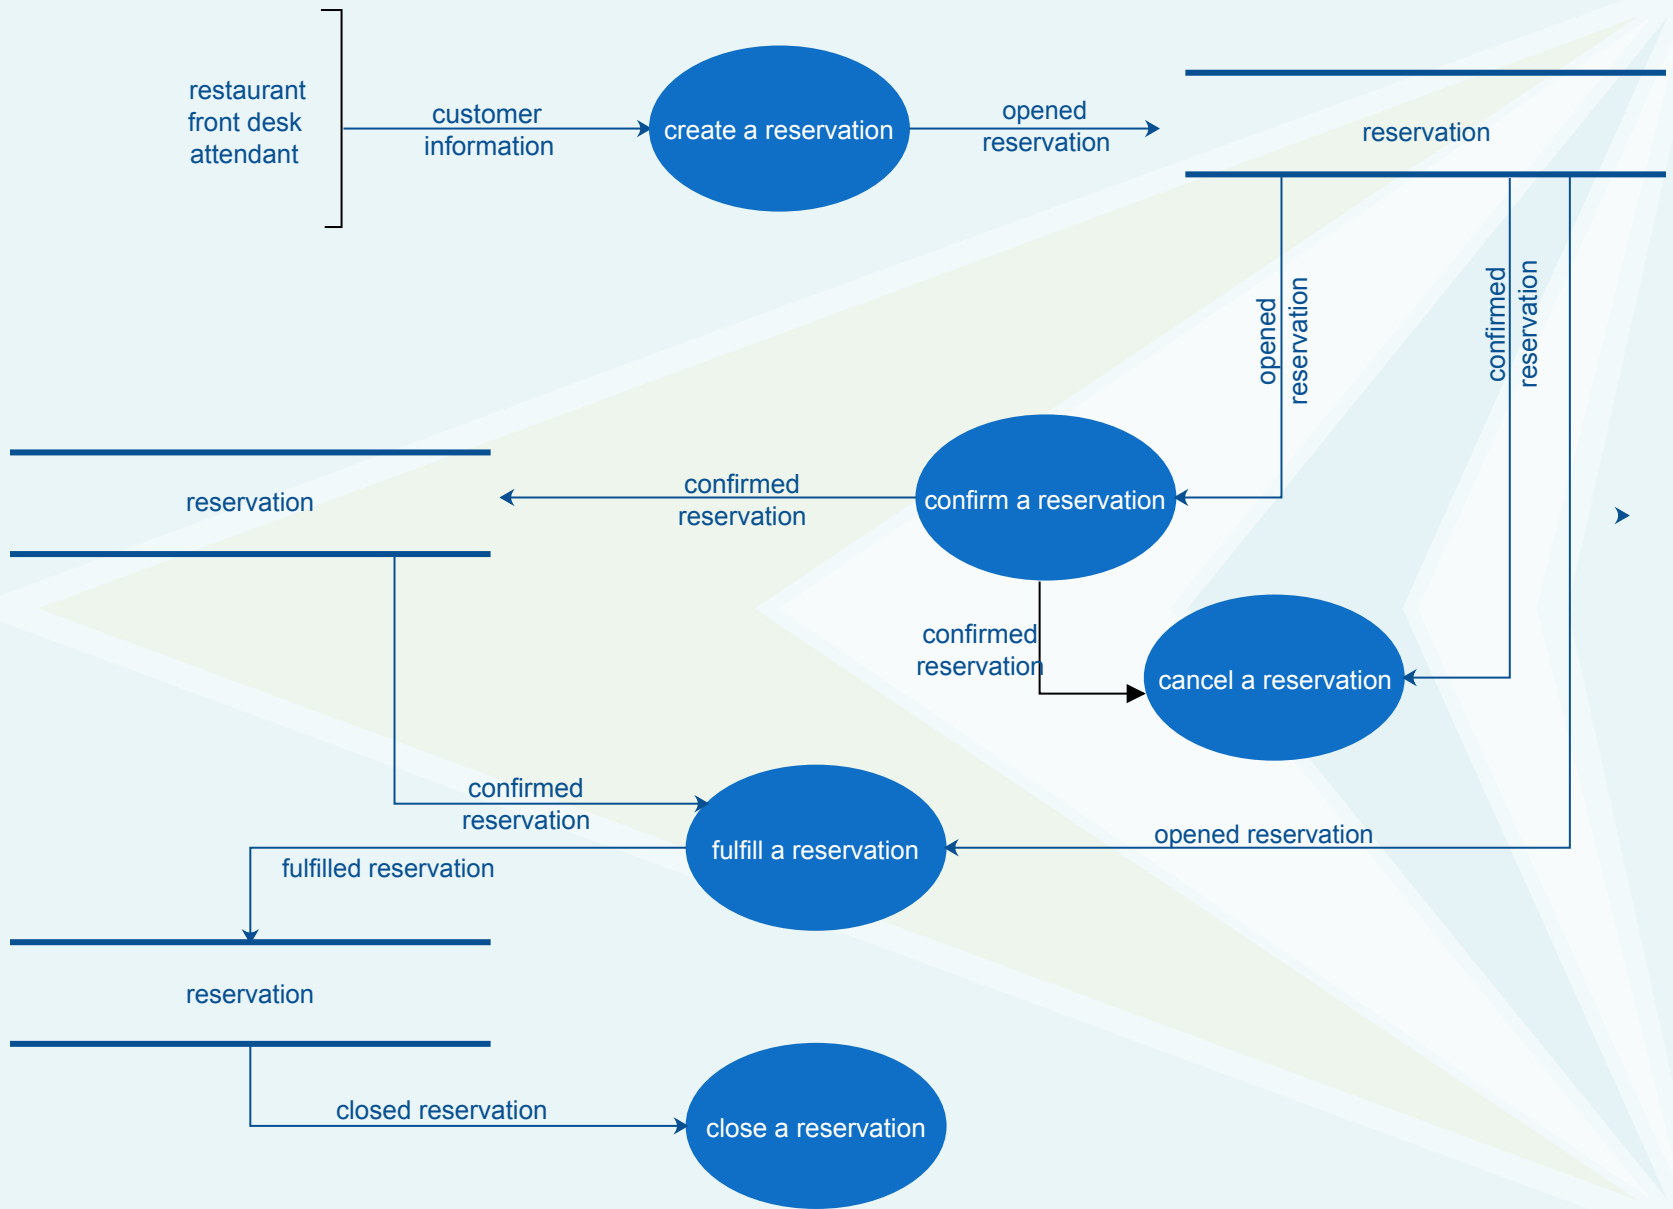 restaurant
front desk
attendant
customer
information
create a reservation
opened
reservation
reservation
opened
reservation
confirmed
reservation
reservation
confirmed
reservation
confirm a reservation
confirmed
reservation
cancel a reservation
confirmed
reservation
fulfill a reservation
opened reservation
fulfilled reservation
reservation
closed reservation
close a reservation